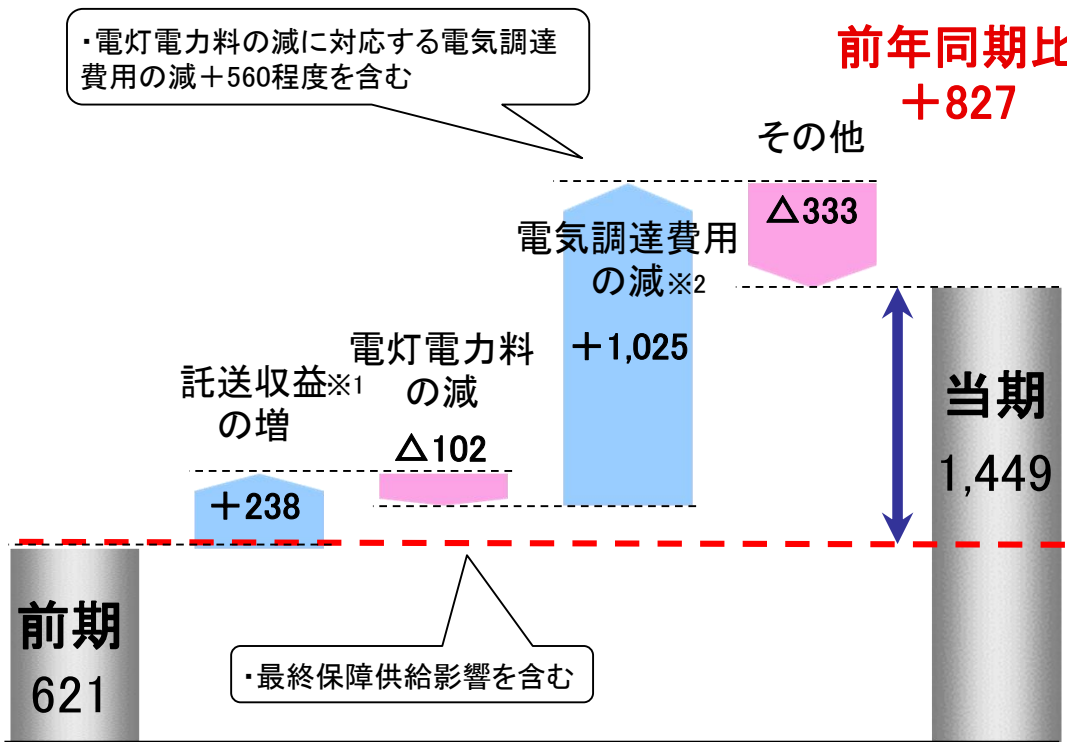 ・電灯電力料の減に対応する電気調達
費用の減＋560程度を含む
前年同期比
＋827
その他
△333
電気調達費用
の減※2
＋1,025
電灯電力料
の減
△102
託送収益※1
の増
＋238
当期
1,449
前期
621
・最終保障供給影響を含む